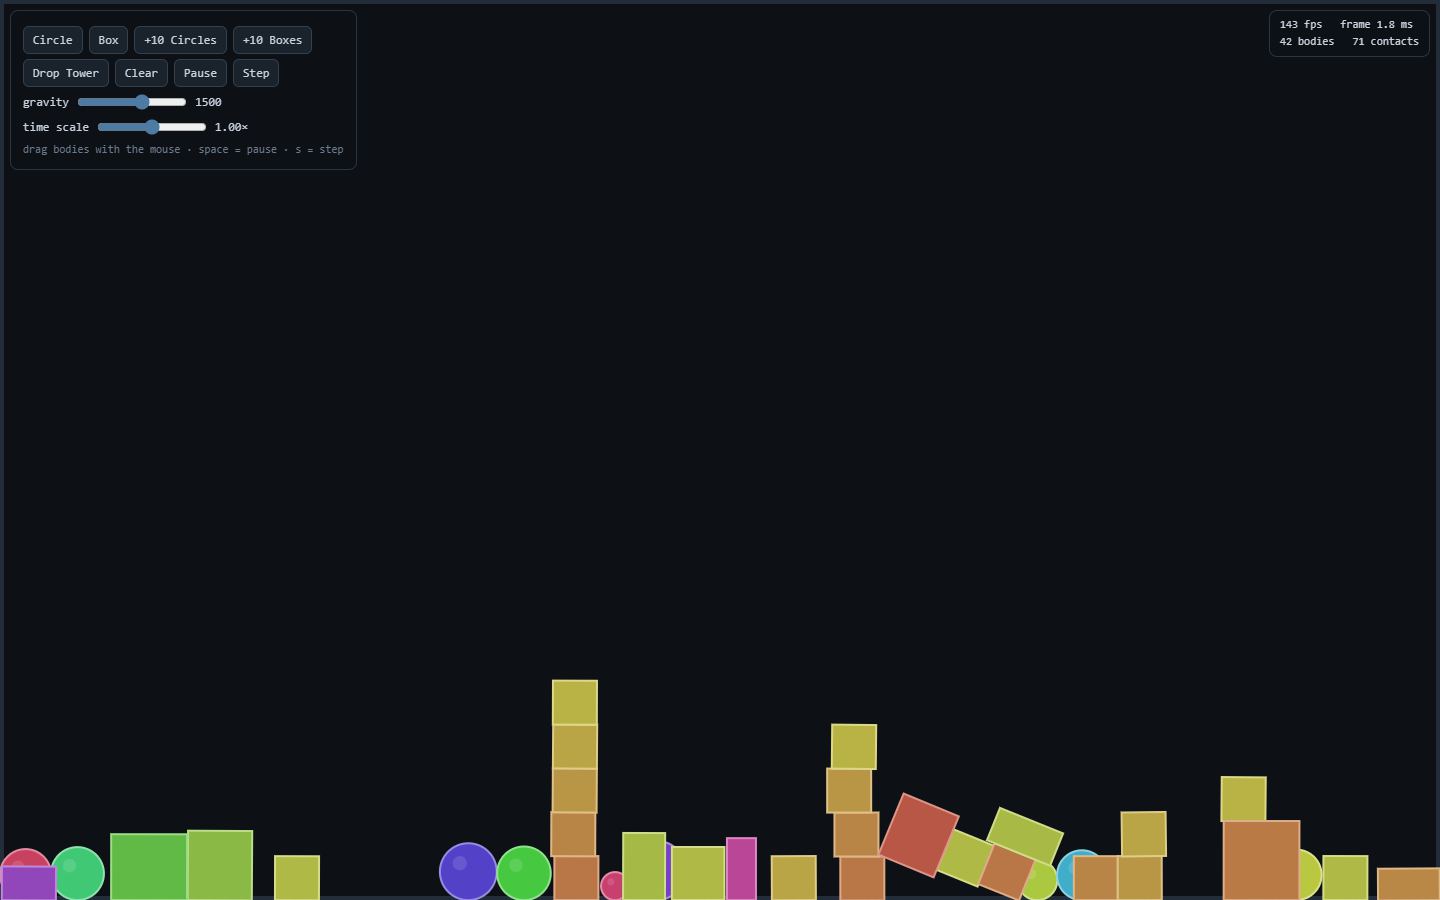 Circle Box +10 Circles +10 Boxes
Drop Tower Clear Pause Step
gravity 1500
time scale 1.00×
drag bodies with the mouse · space = pause · s = step
143 fps frame 1.8 ms
42 bodies 71 contacts